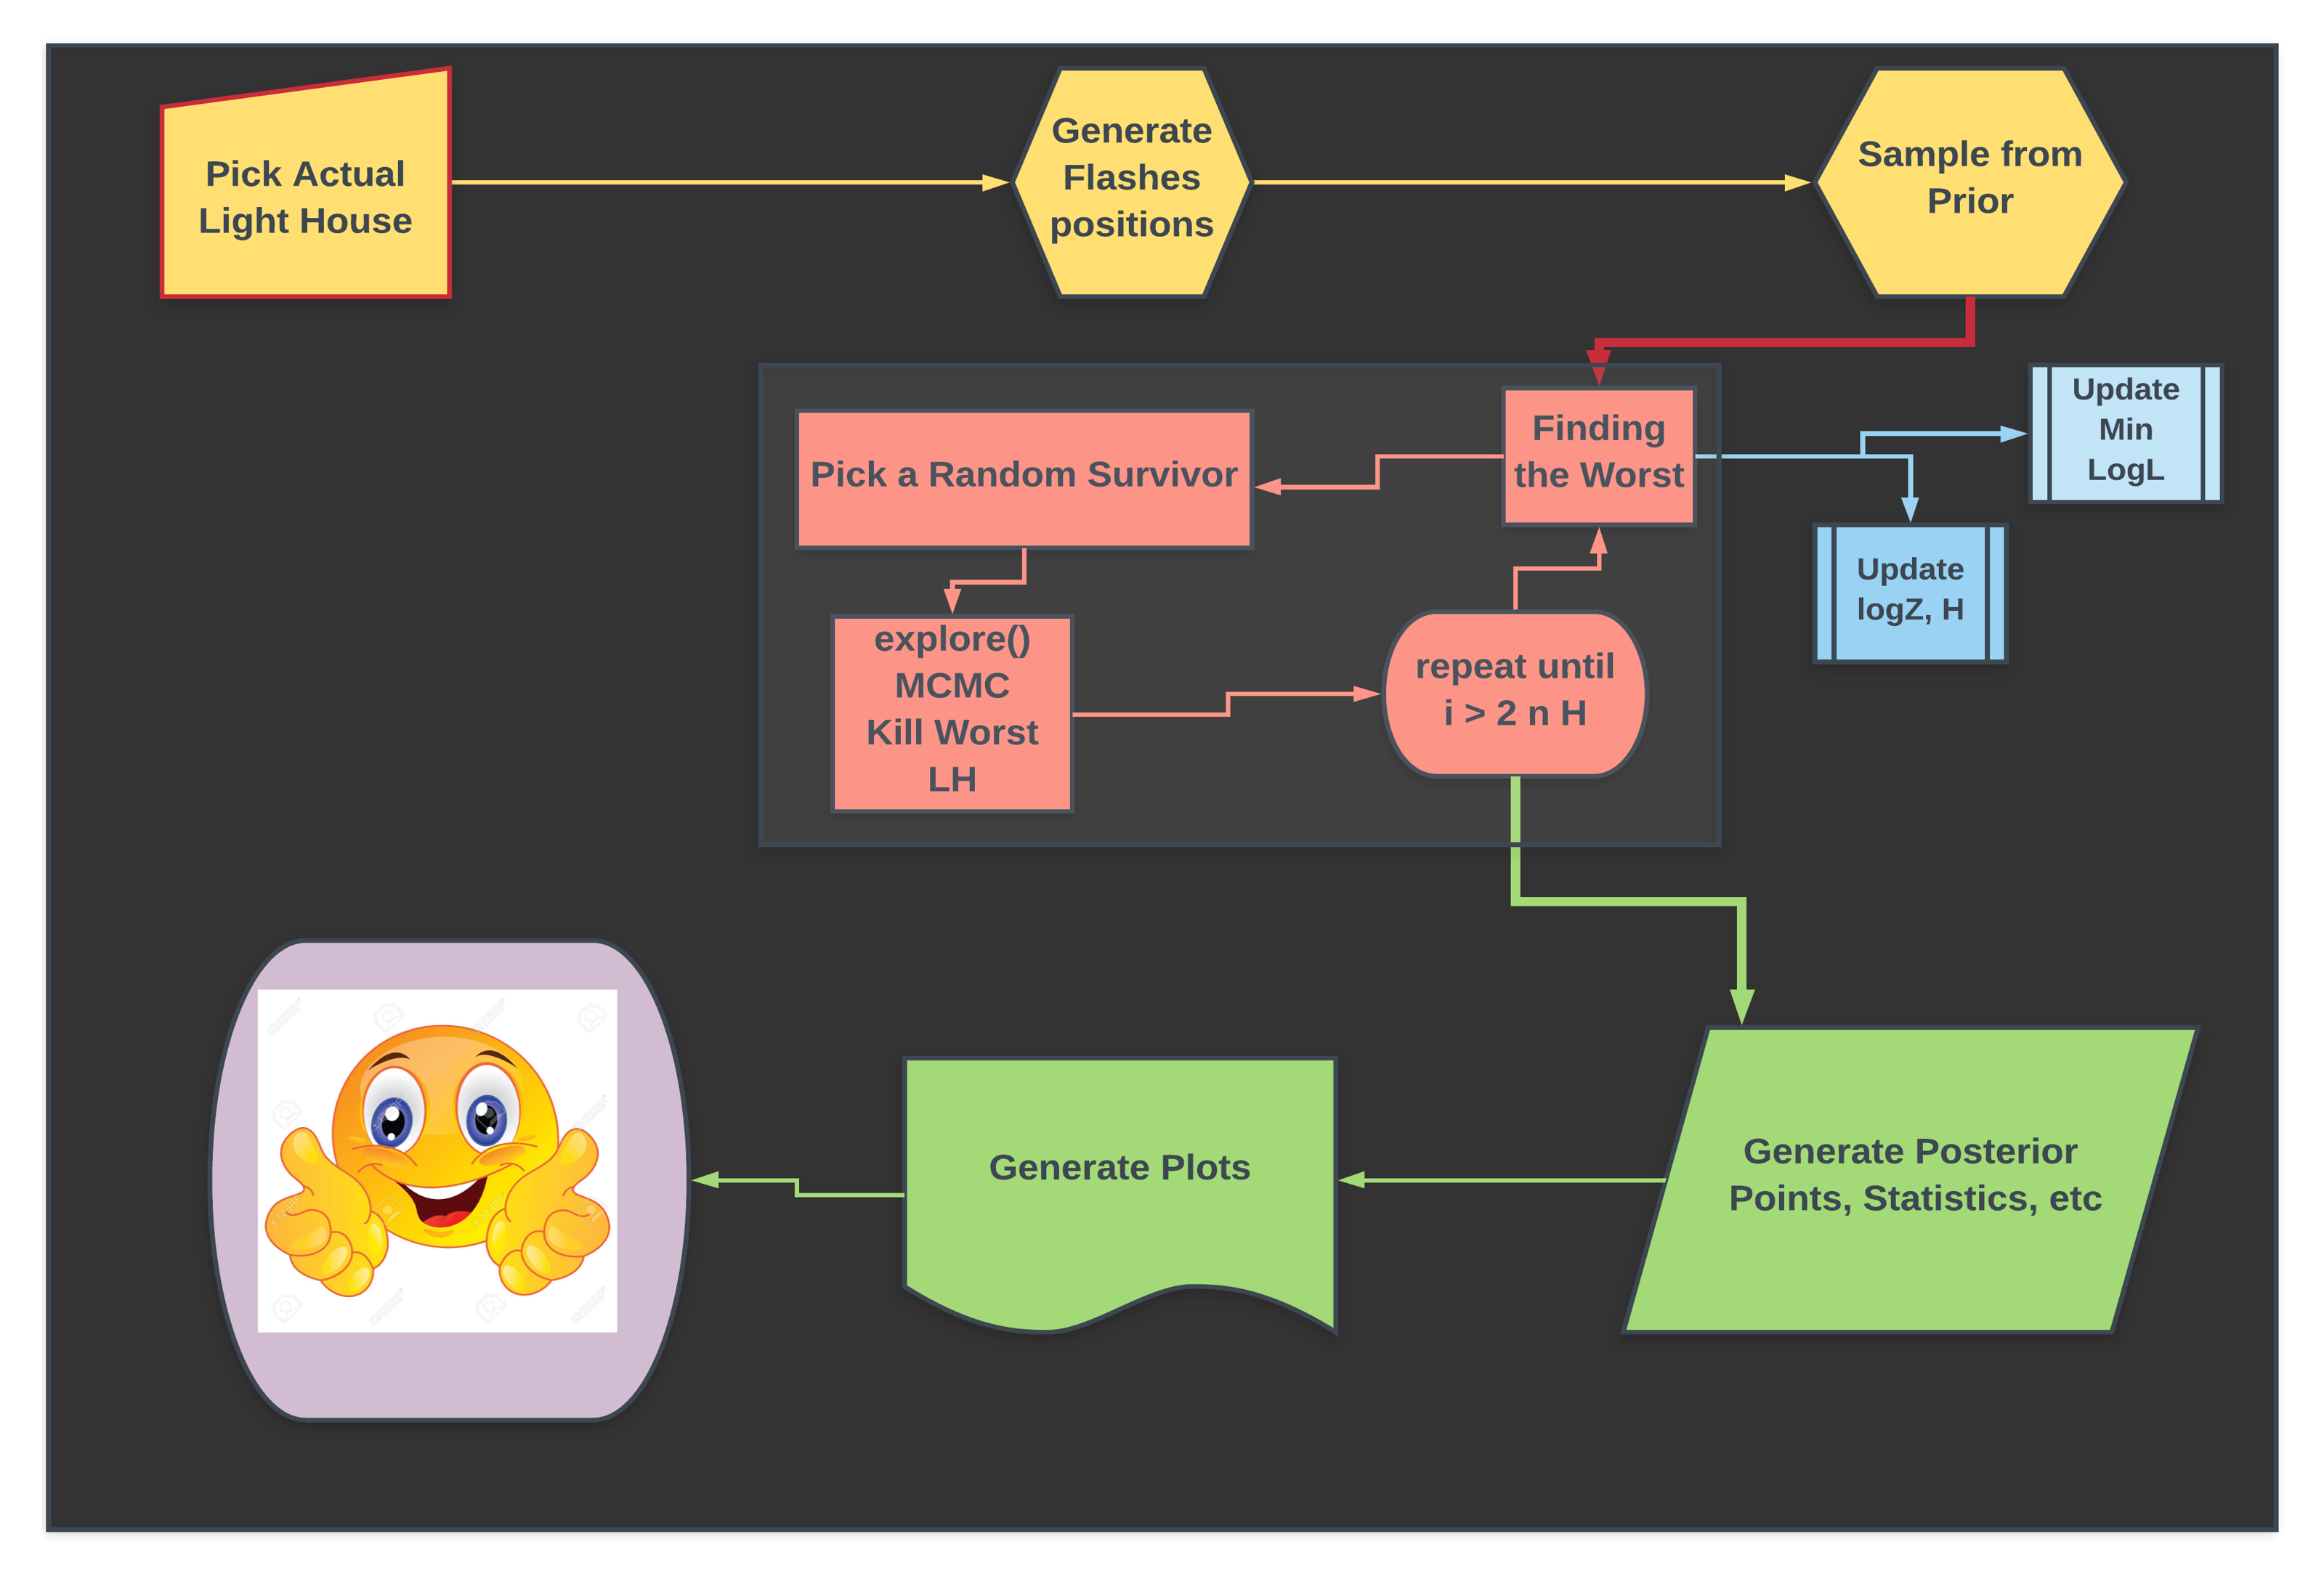 Pick Actual
Light House
Generate
Flashes
positions
Sample from
Prior
Finding
the Worst
Pick a Random Survivor
Update
Min
LogL
Update
logZ, H
explore()
MCMC
Kill Worst
LH
repeat until
i > 2 n H
Generate Posterior
Points, Statistics, etc
Generate Plots